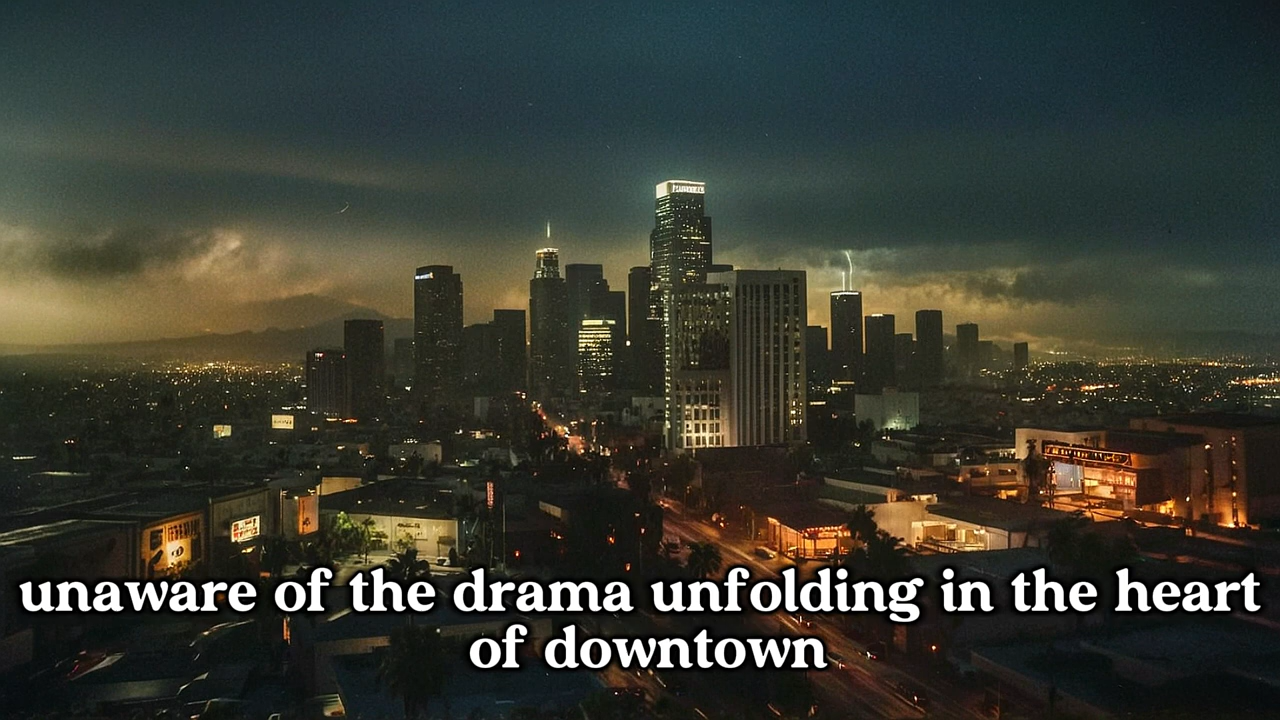 unaware of the drama unfolding in the heart
of downtown